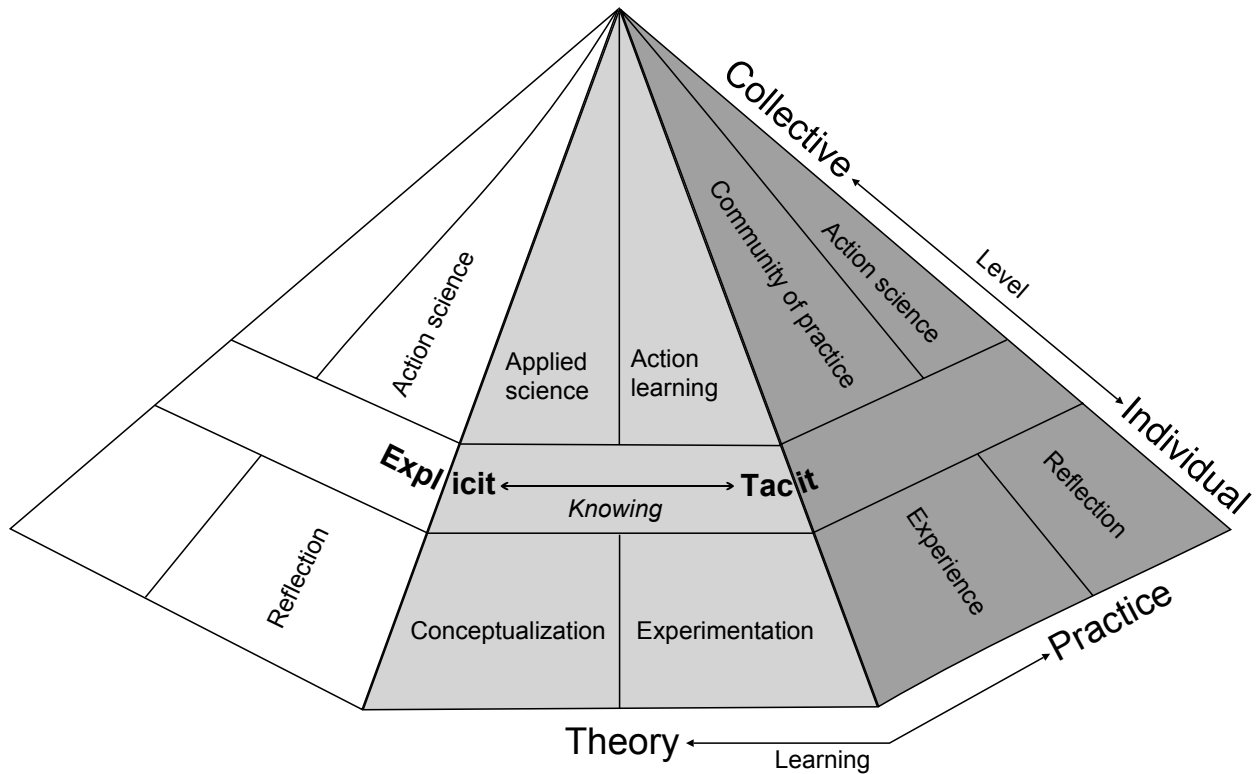 Collective
Level
Individual
Action science
Applied
science
Action
learning
Community of practice
Action science
Explicit
Tacit
Knowing
Reflection
Conceptualization
Experimentation
Experience
Reflection
Practice
Theory
Learning